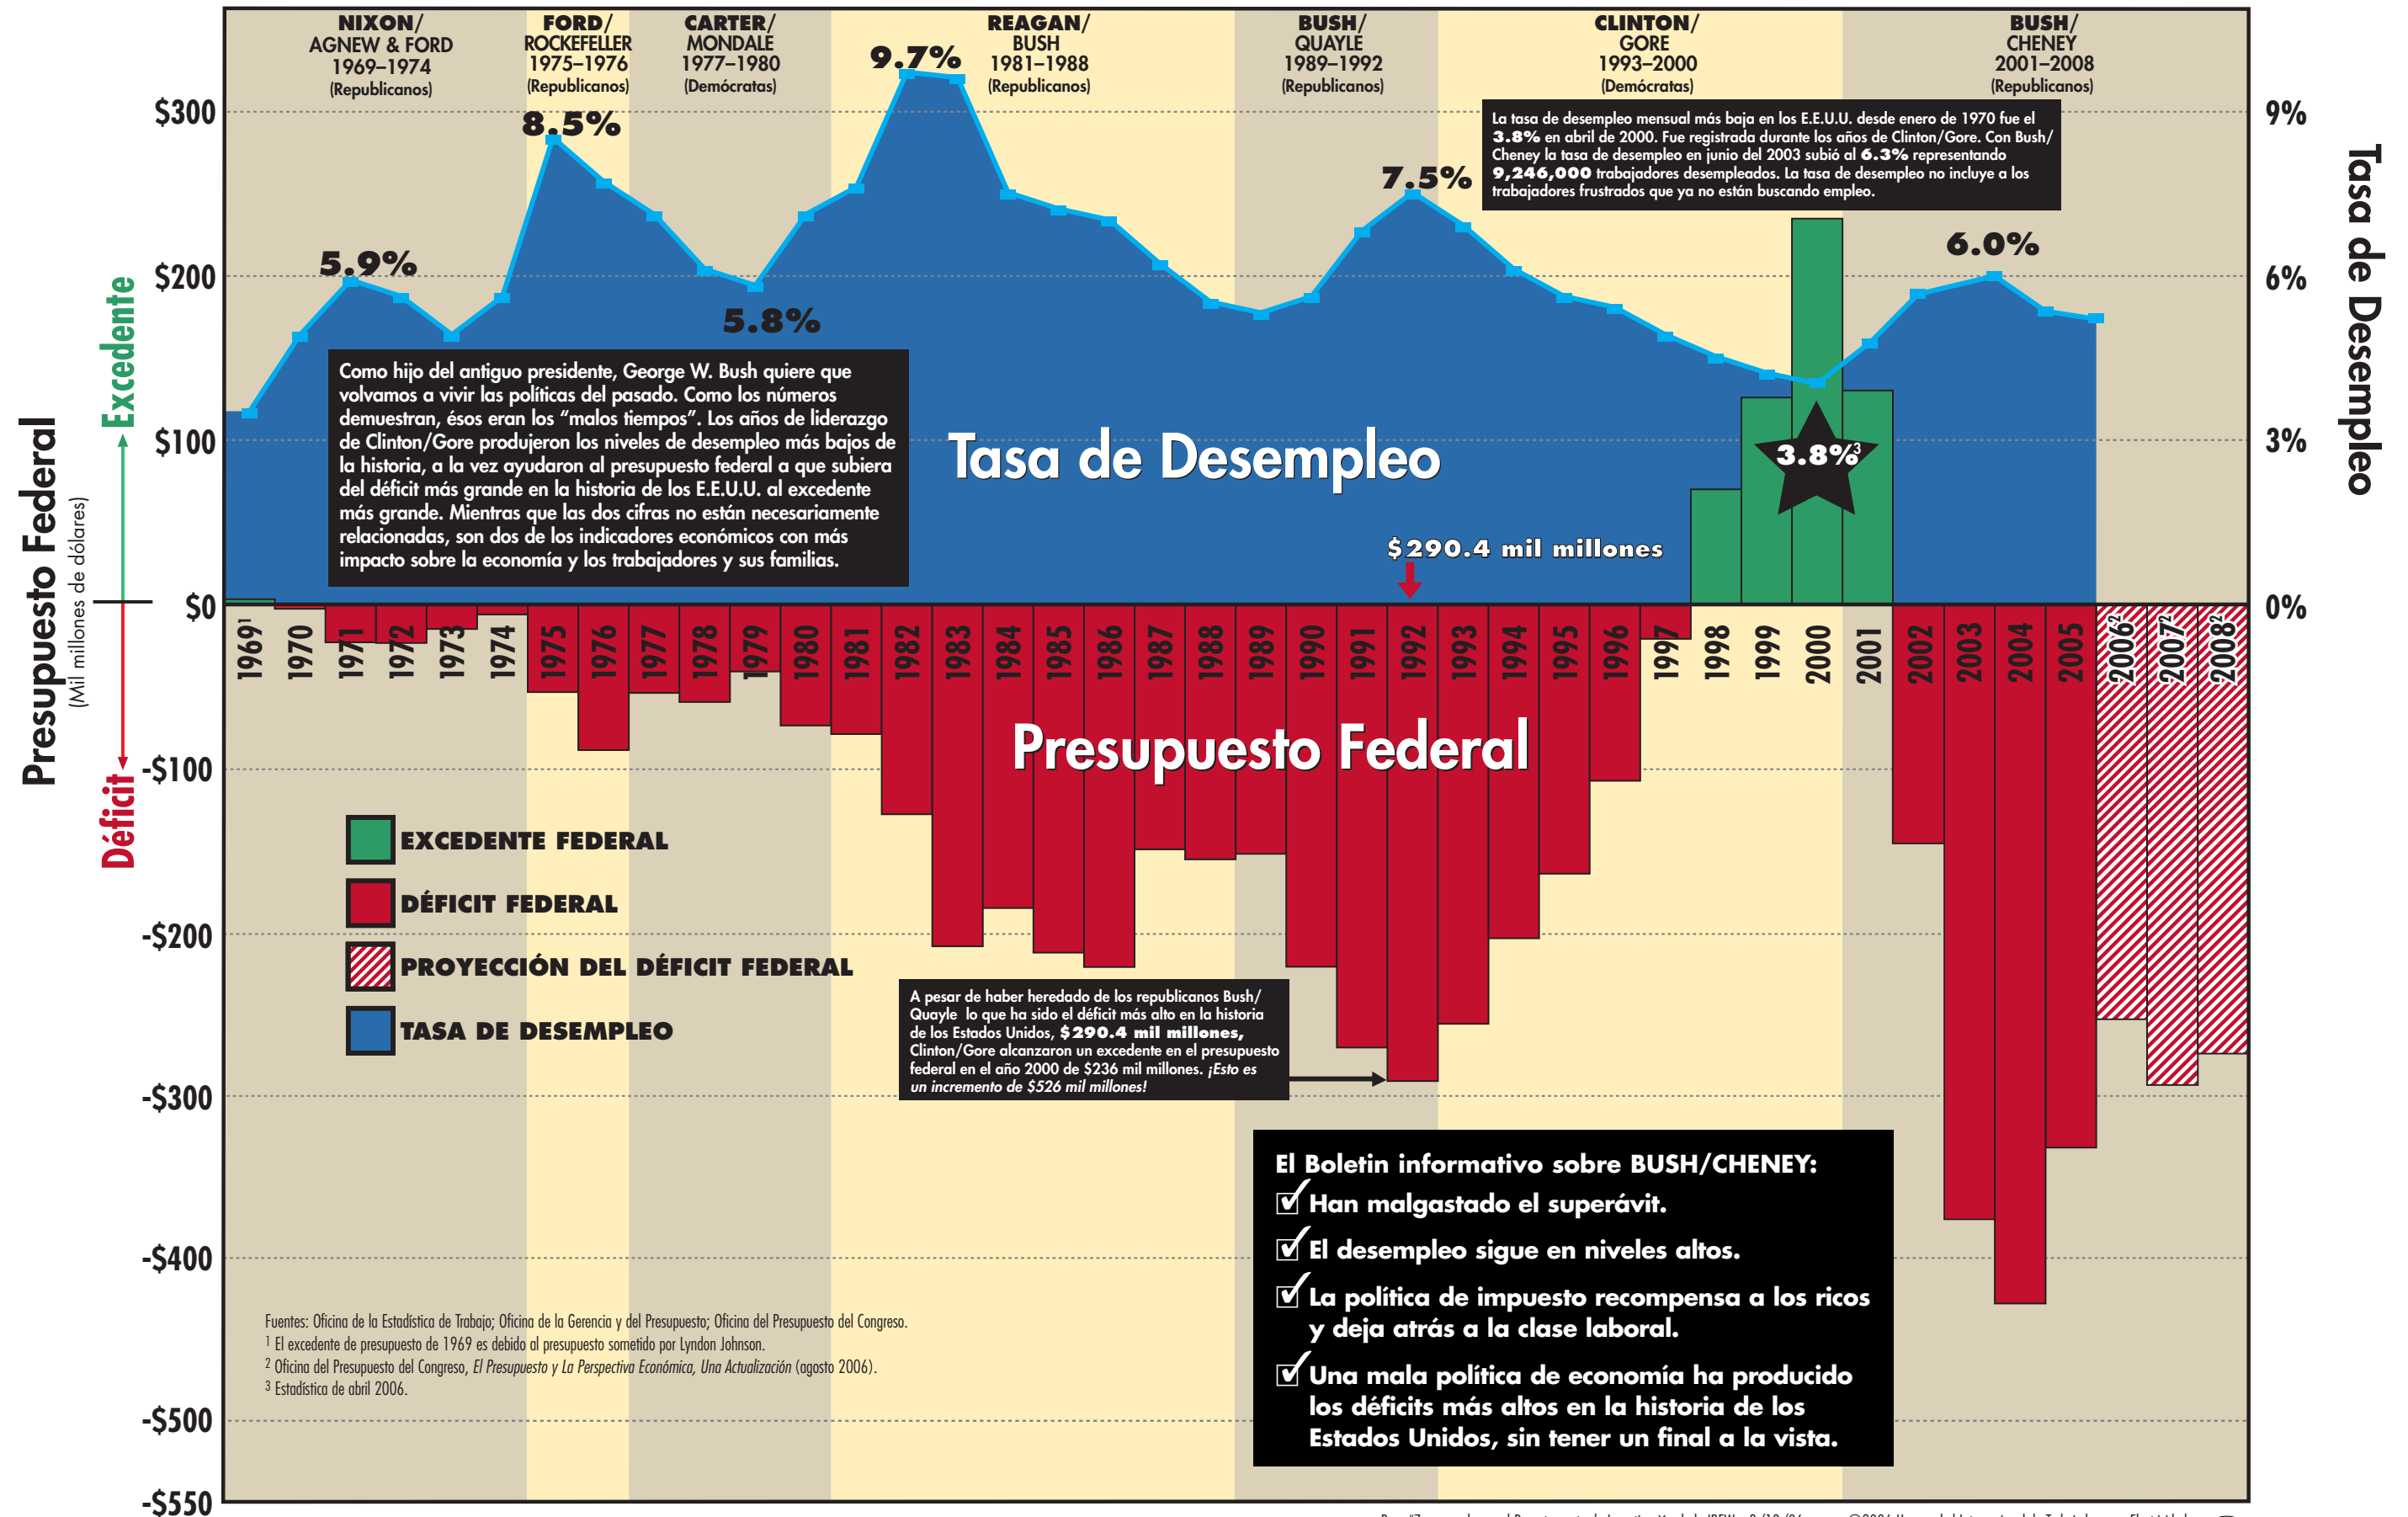 NIXON/
AGNEW & FORD
1969–1974
(Republicanos)
FORD/
ROCKEFELLER
1975–1976
(Republicanos)
CARTER/
MONDALE
1977–1980
(Demócratas)
REAGAN/
BUSH
1981–1988
(Republicanos)
BUSH/
QUAYLE
1989–1992
(Republicanos)
CLINTON/
GORE
1993–2000
(Demócratas)
BUSH/
CHENEY
2001–2008
(Republicanos)
Presupuesto Federal
(Mil millones de dólares)
Excedente
Déficit
$300
$200
$100
$0
-$100
-$200
-$300
-$400
-$500
-$550
9%
6%
3%
0%
Tasa de Desempleo
5.9%
8.5%
5.8%
9.7%
7.5%
6.0%
3.8%³
La tasa de desempleo mensual más baja en los E.E.U.U. desde enero de 1970 fue el
3.8% en abril de 2000. Fue registrada durante los años de Clinton/Gore. Con Bush/
Cheney la tasa de desempleo en junio del 2003 subió al 6.3% representando
9,246,000 trabajadores desempleados. La tasa de desempleo no incluye a los
trabajadores frustrados que ya no están buscando empleo.
Como hijo del antiguo presidente, George W. Bush quiere que
volvamos a vivir las políticas del pasado. Como los números
demuestran, ésos eran los “malos tiempos”. Los años de liderazgo
de Clinton/Gore produjeron los niveles de desempleo más bajos de
la historia, a la vez ayudaron al presupuesto federal a que subiera
del déficit más grande en la historia de los E.E.U.U. al excedente
más grande. Mientras que las dos cifras no están necesariamente
relacionadas, son dos de los indicadores económicos con más
impacto sobre la economía y los trabajadores y sus familias.
Tasa de Desempleo
$290.4 mil millones
1969¹
1970
1971
1972
1973
1974
1975
1976
1977
1978
1979
1980
1981
1982
1983
1984
1985
1986
1987
1988
1989
1990
1991
1992
1993
1994
1995
1996
1997
1998
1999
2000
2001
2002
2003
2004
2005
2006²
2007²
2008²
Presupuesto Federal
EXCEDENTE FEDERAL
DÉFICIT FEDERAL
PROYECCIÓN DEL DÉFICIT FEDERAL
TASA DE DESEMPLEO
A pesar de haber heredado de los republicanos Bush/
Quayle lo que ha sido el déficit más alto en la historia
de los Estados Unidos, $290.4 mil millones,
Clinton/Gore alcanzaron un excedente en el presupuesto
federal en el año 2000 de $236 mil millones. ¡Esto es
un incremento de $526 mil millones!
El Boletin informativo sobre BUSH/CHENEY:
Han malgastado el superávit.
El desempleo sigue en niveles altos.
La política de impuesto recompensa a los ricos
y deja atrás a la clase laboral.
Una mala política de economía ha producido
los déficits más altos en la historia de los
Estados Unidos, sin tener un final a la vista.
Fuentes: Oficina de la Estadística de Trabajo; Oficina de la Gerencia y del Presupuesto; Oficina del Presupuesto del Congreso.
¹ El excedente de presupuesto de 1969 es debido al presupuesto sometido por Lyndon Johnson.
² Oficina del Presupuesto del Congreso, El Presupuesto y La Perspectiva Económica, Una Actualización (agosto 2006).
³ Estadística de abril 2006.